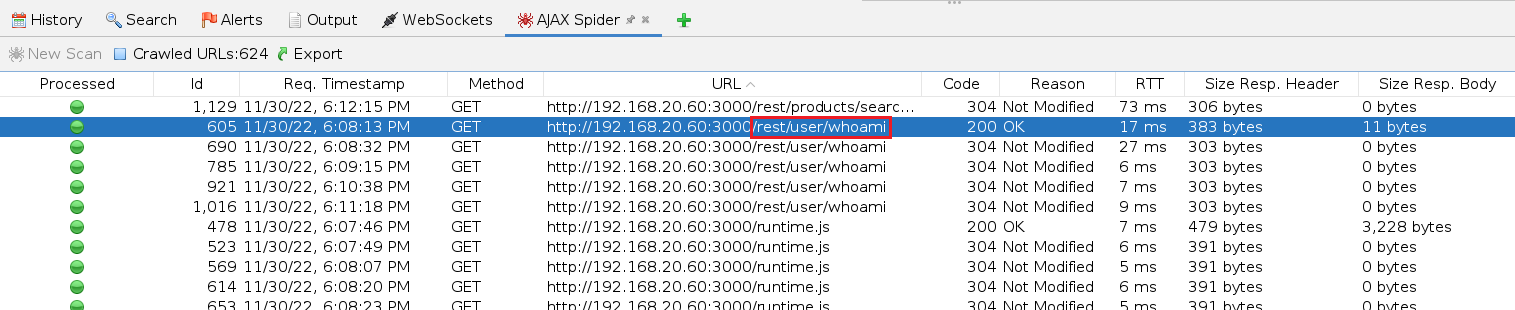 History Search Alerts Output WebSockets AJAX Spider
New Scan Crawled URLs:624 Export
Processed Id Req. Timestamp Method URL Code Reason RTT Size Resp. Header Size Resp. Body
1,129 11/30/22, 6:12:15 PM GET http://192.168.20.60:3000/rest/products/searc... 304 Not Modified 73 ms 306 bytes 0 bytes
605 11/30/22, 6:08:13 PM GET http://192.168.20.60:3000/rest/user/whoami 200 OK 17 ms 383 bytes 11 bytes
690 11/30/22, 6:08:32 PM GET http://192.168.20.60:3000/rest/user/whoami 304 Not Modified 27 ms 303 bytes 0 bytes
785 11/30/22, 6:09:15 PM GET http://192.168.20.60:3000/rest/user/whoami 304 Not Modified 6 ms 303 bytes 0 bytes
921 11/30/22, 6:10:38 PM GET http://192.168.20.60:3000/rest/user/whoami 304 Not Modified 7 ms 303 bytes 0 bytes
1,016 11/30/22, 6:11:18 PM GET http://192.168.20.60:3000/rest/user/whoami 304 Not Modified 9 ms 303 bytes 0 bytes
478 11/30/22, 6:07:46 PM GET http://192.168.20.60:3000/runtime.js 200 OK 7 ms 479 bytes 3,228 bytes
523 11/30/22, 6:07:49 PM GET http://192.168.20.60:3000/runtime.js 304 Not Modified 6 ms 391 bytes 0 bytes
569 11/30/22, 6:08:07 PM GET http://192.168.20.60:3000/runtime.js 304 Not Modified 5 ms 391 bytes 0 bytes
614 11/30/22, 6:08:20 PM GET http://192.168.20.60:3000/runtime.js 304 Not Modified 6 ms 391 bytes 0 bytes
653 11/30/22, 6:08:23 PM GET http://192.168.20.60:3000/runtime.js 304 Not Modified 5 ms 391 bytes 0 bytes